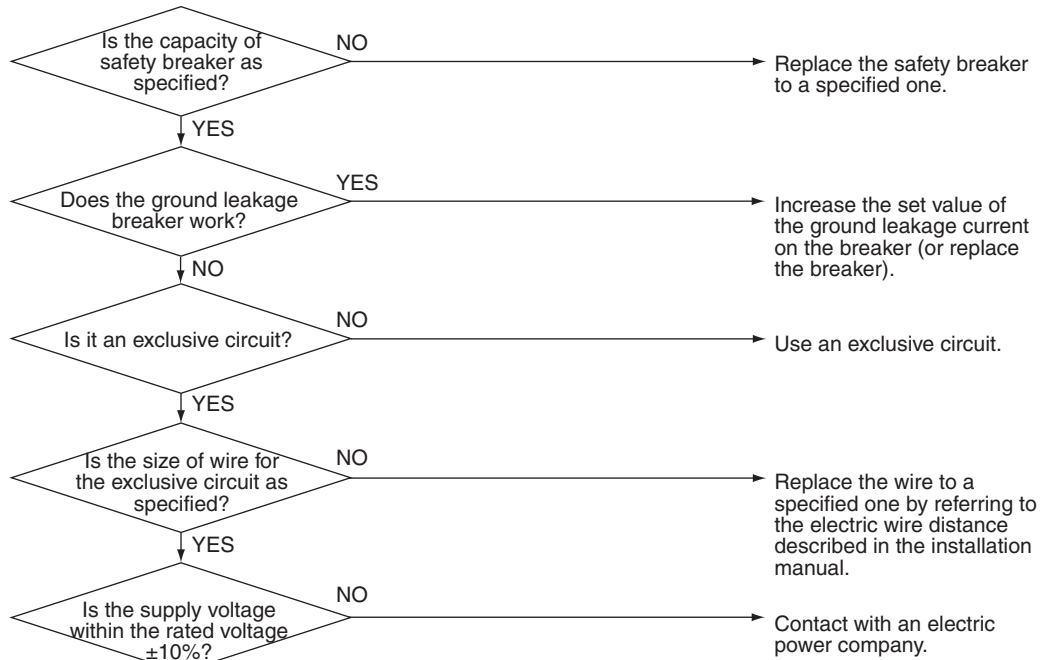 Is the capacity of
safety breaker as
specified?
NO
Replace the safety breaker
to a specified one.
YES
Does the ground leakage
breaker work?
YES
Increase the set value of
the ground leakage current
on the breaker (or replace
the breaker).
NO
Is it an exclusive circuit?
NO
Use an exclusive circuit.
YES
Is the size of wire for
the exclusive circuit as
specified?
NO
Replace the wire to a
specified one by referring to
the electric wire distance
described in the installation
manual.
YES
Is the supply voltage
within the rated voltage
±10%?
NO
Contact with an electric
power company.